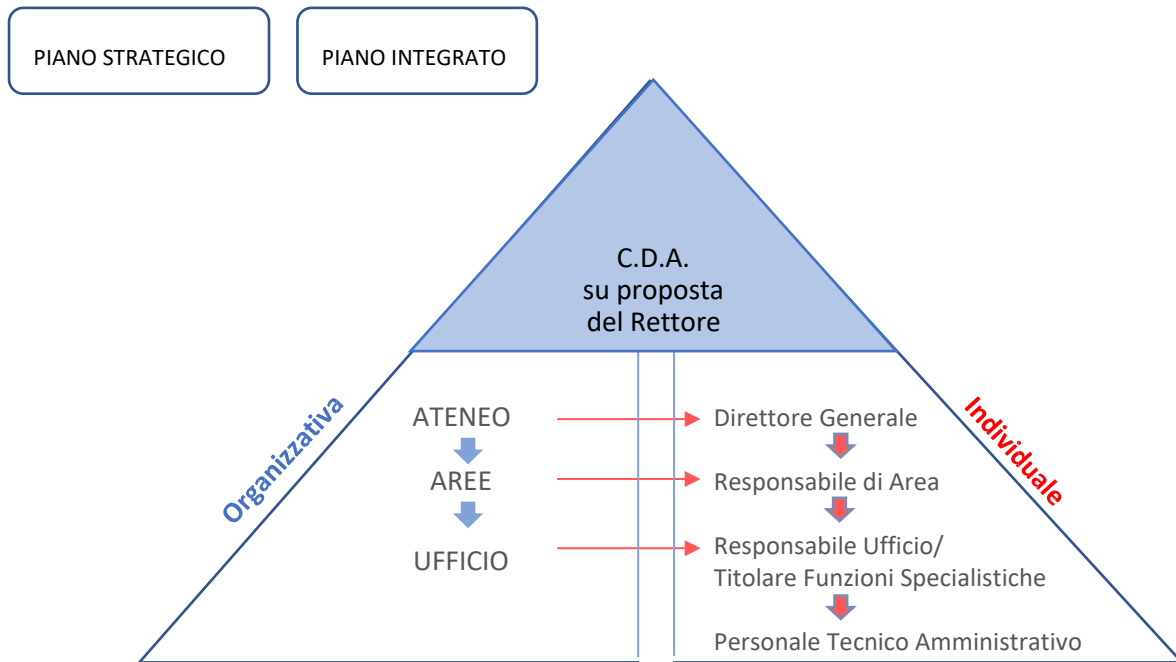 PIANO STRATEGICO
PIANO INTEGRATO
C.D.A.
su proposta
del Rettore
Organizzativa
Individuale
ATENEO
Direttore Generale
AREE
Responsabile di Area
UFFICIO
Responsabile Ufficio/
Titolare Funzioni Specialistiche
Personale Tecnico Amministrativo